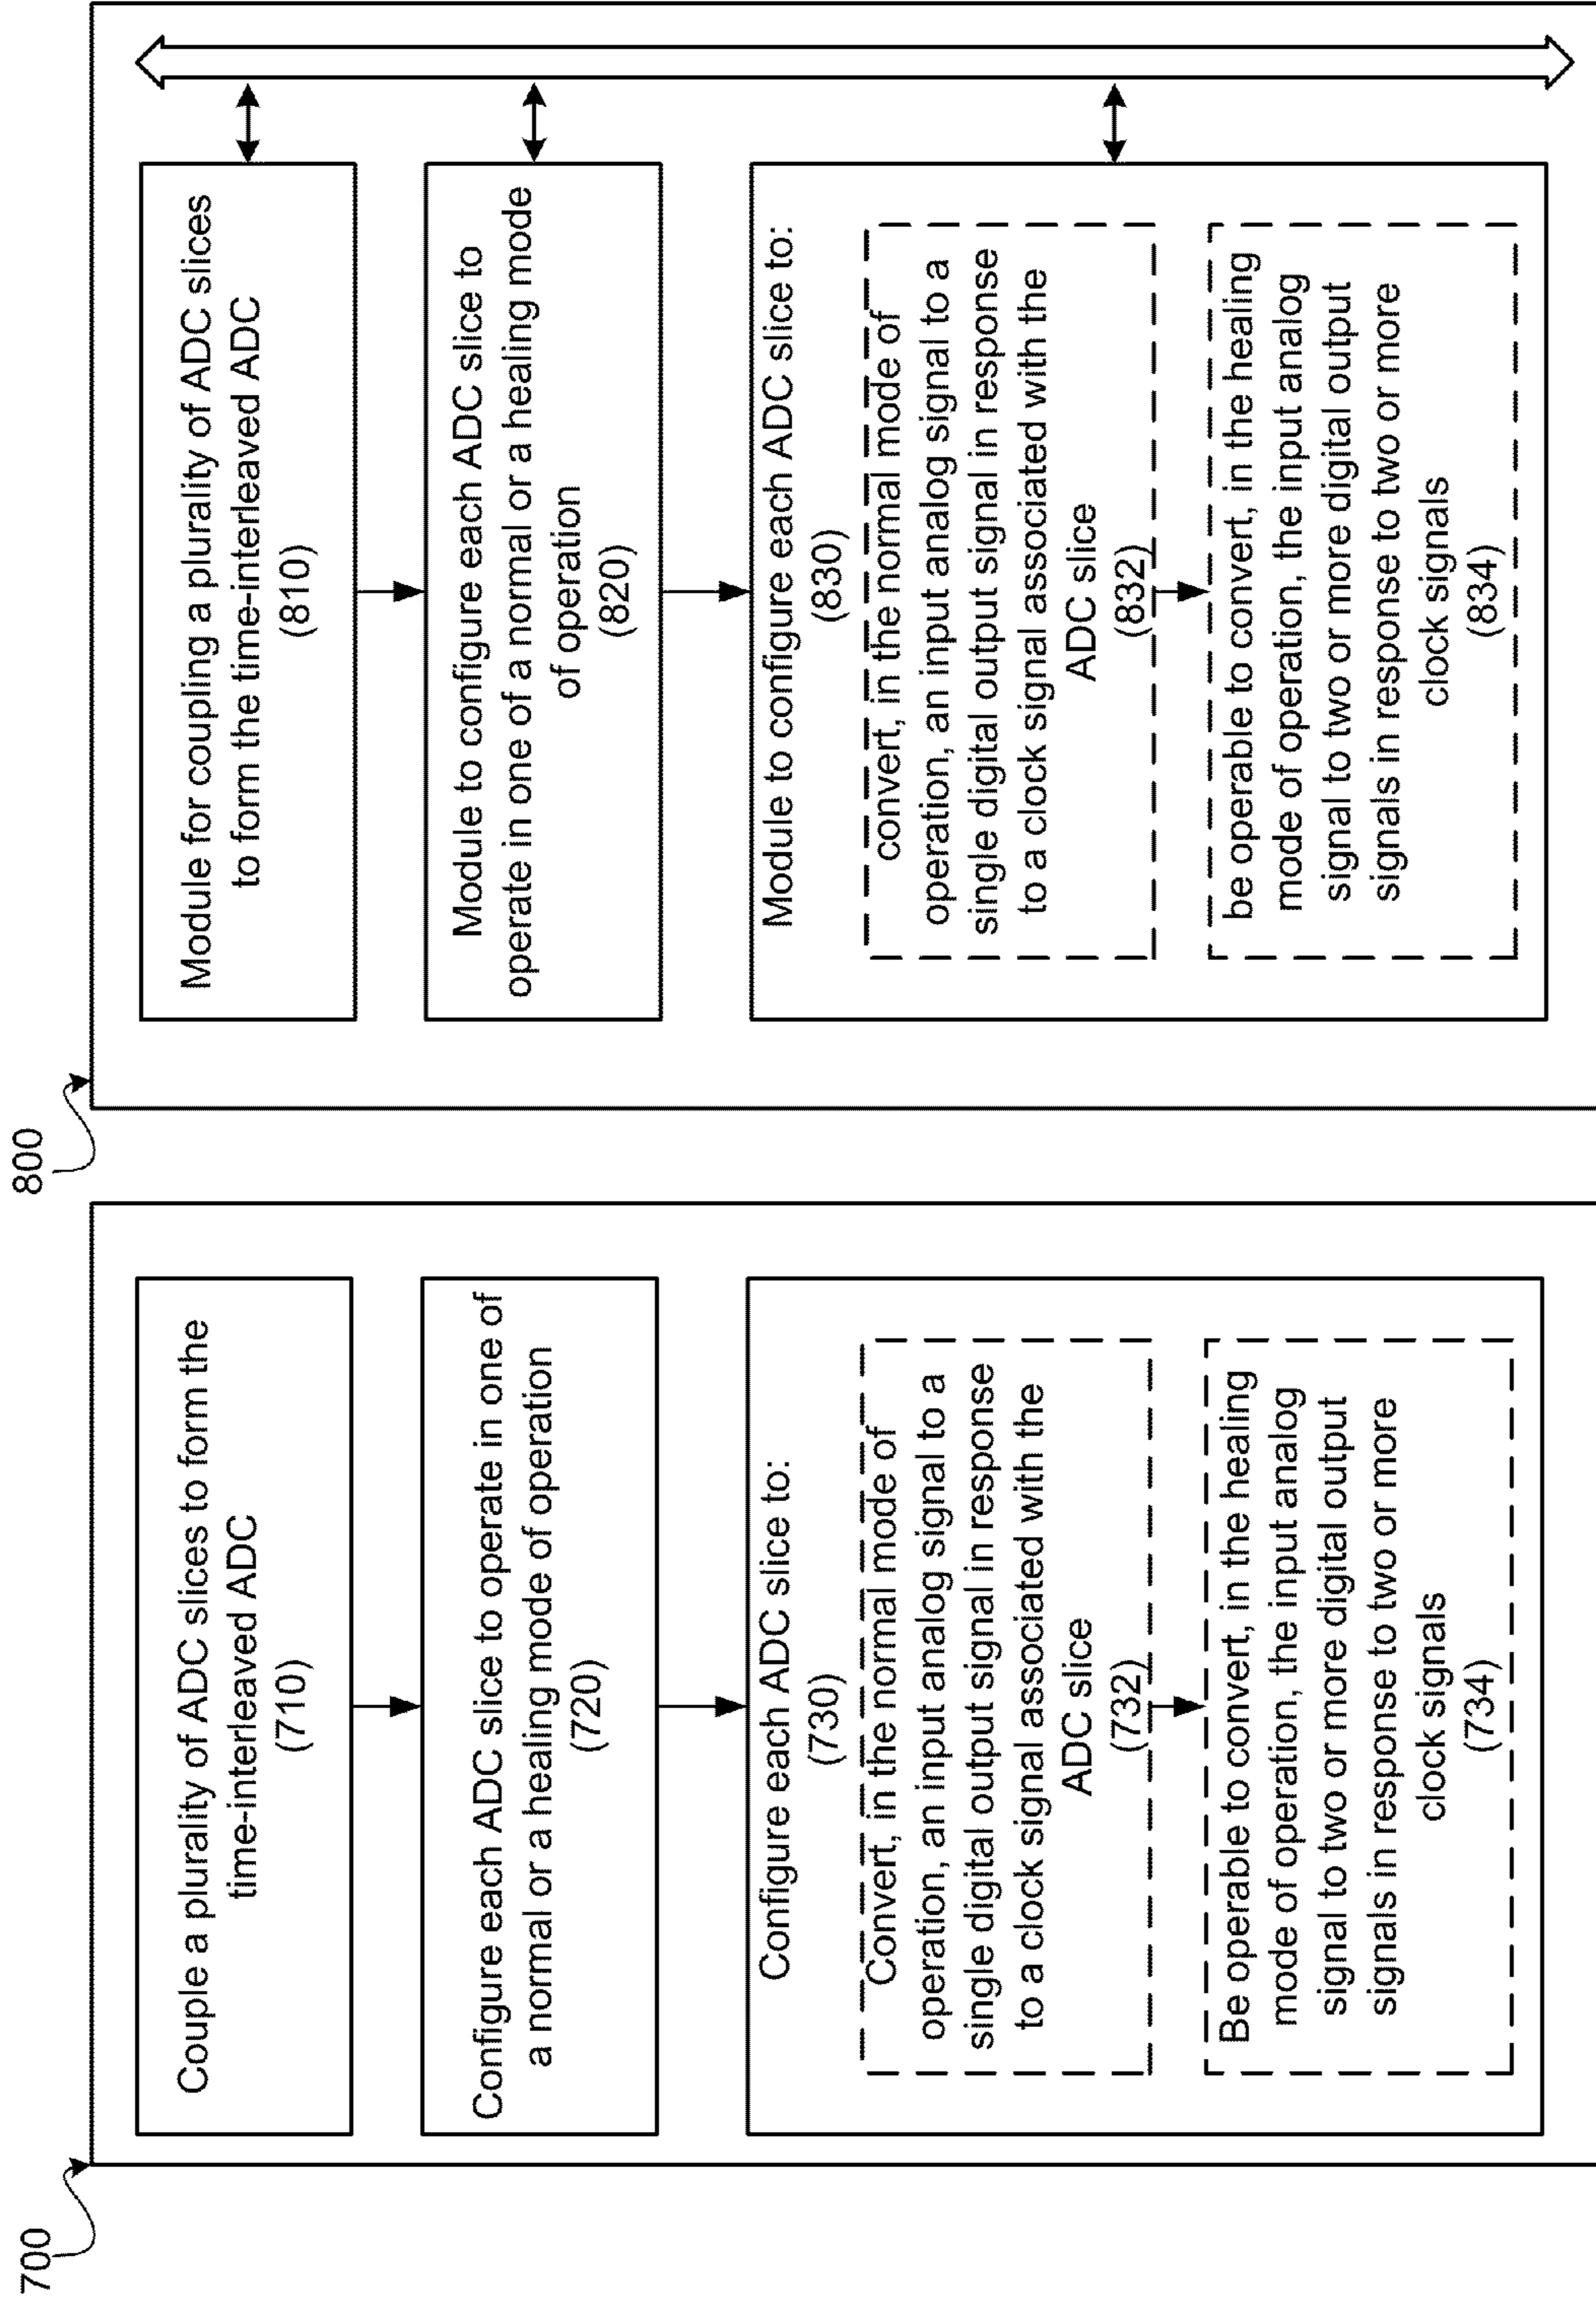 700
Couple a plurality of ADC slices to form the
time-interleaved ADC
(710)
Configure each ADC slice to operate in one of
a normal or a healing mode of operation
(720)
Configure each ADC slice to:
(730)
Convert, in the normal mode of
operation, an input analog signal to a
single digital output signal in response
to a clock signal associated with the
ADC slice
(732)
Be operable to convert, in the healing
mode of operation, the input analog
signal to two or more digital output
signals in response to two or more
clock signals
(734)
800
Module for coupling a plurality of ADC slices
to form the time-interleaved ADC
(810)
Module to configure each ADC slice to
operate in one of a normal or a healing mode
of operation
(820)
Module to configure each ADC slice to:
(830)
convert, in the normal mode of
operation, an input analog signal to a
single digital output signal in response
to a clock signal associated with the
ADC slice
(832)
be operable to convert, in the healing
mode of operation, the input analog
signal to two or more digital output
signals in response to two or more
clock signals
(834)